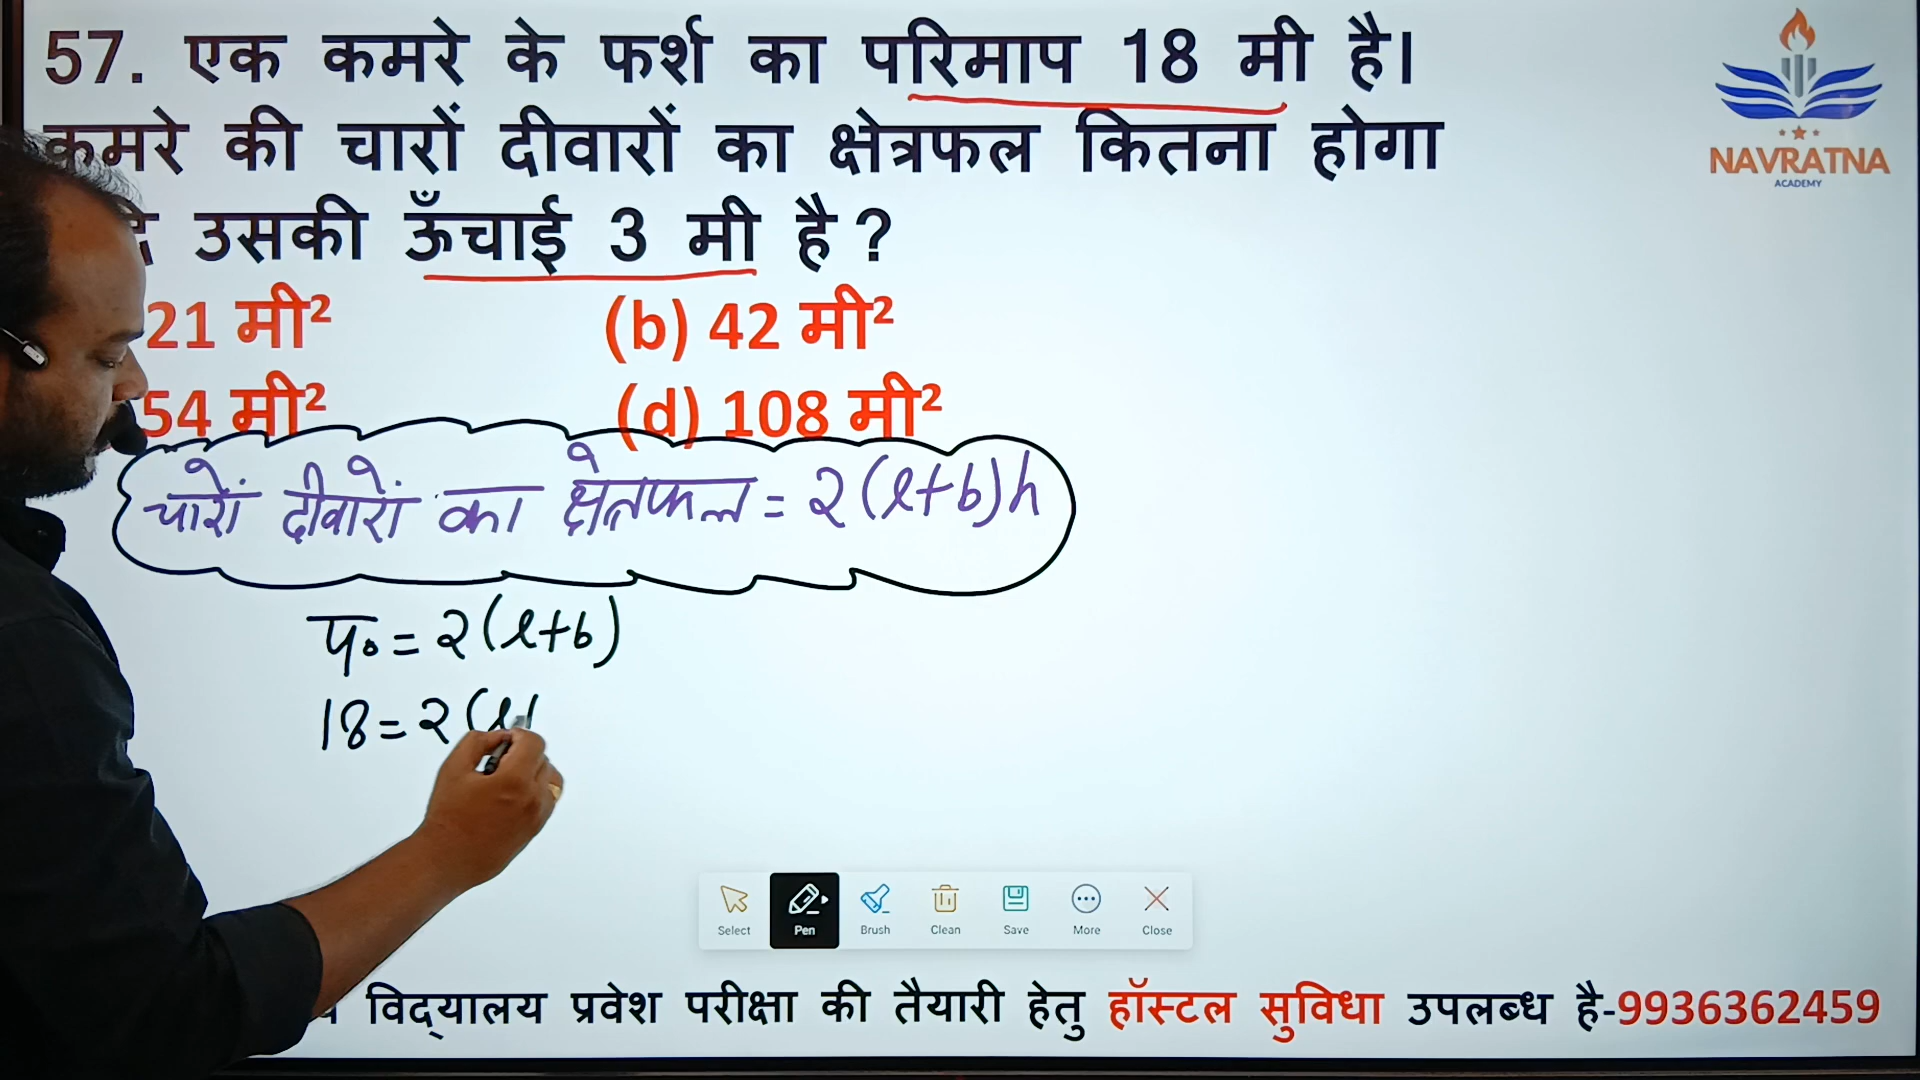 57. एक कमरे के फर्श का परिमाप 18 मी है।
कमरे की चारों दीवारों का क्षेत्रफल कितना होगा
उसकी ऊँचाई 3 मी है ?
21 मी²
(b) 42 मी²
54 मी²
(d) 108 मी²
चारों दीवारों का क्षेत्रफल = 2(l+b)h
प० = 2(l+b)
18 = 2(l
NAVRATNA
ACADEMY
Select
Pen
Brush
Clean
Save
More
Close
विद्यालय प्रवेश परीक्षा की तैयारी हेतु हॉस्टल सुविधा उपलब्ध है-9936362459